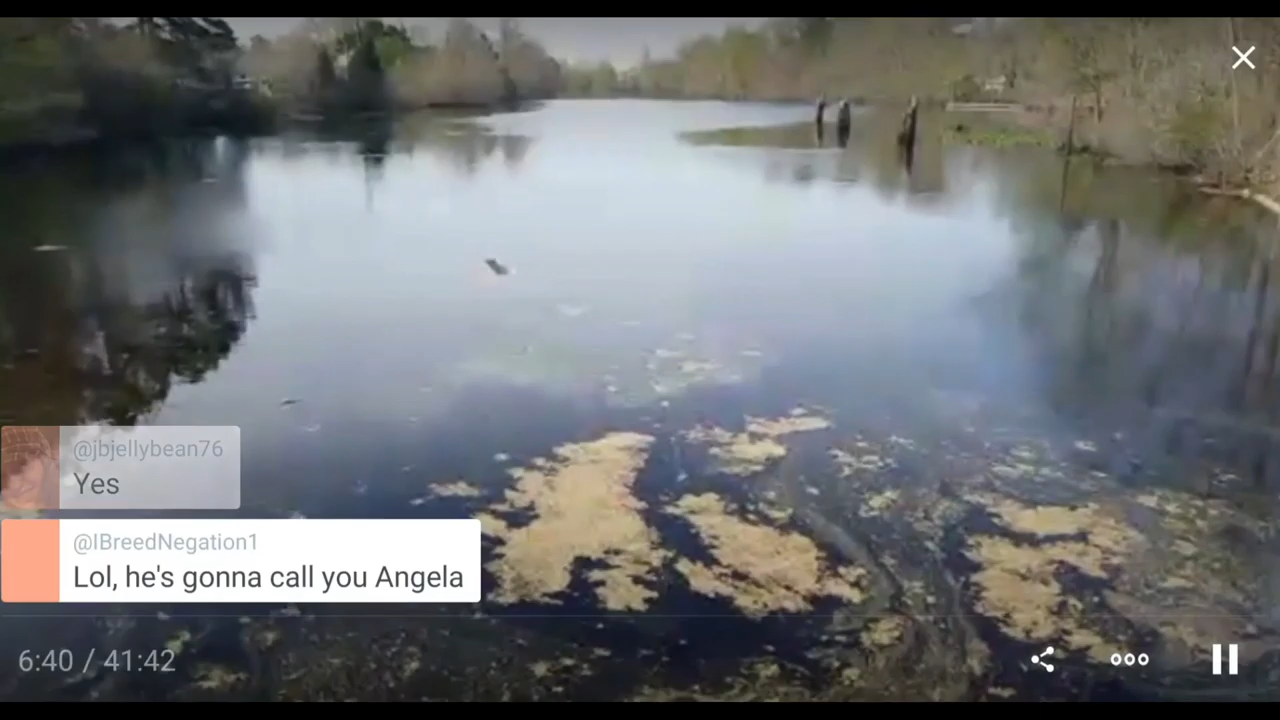 @jbjellybean76
Yes
@IBreedNegation1
Lol, he's gonna call you Angela
6:40 / 41:42